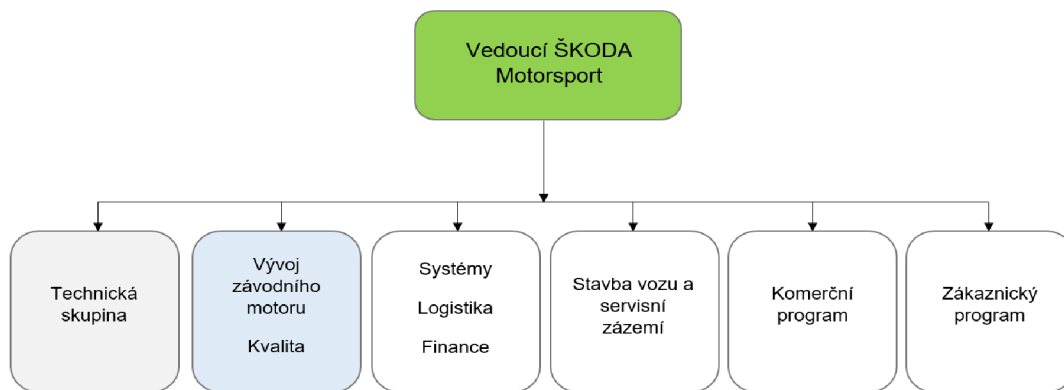 Vedoucí ŠKODA
Motorsport
Technická
skupina
Vývoj
závodního
motoru
Kvalita
Systémy
Logistika
Finance
Stavba vozu a
servisní
zázemí
Komerční
program
Zákaznický
program